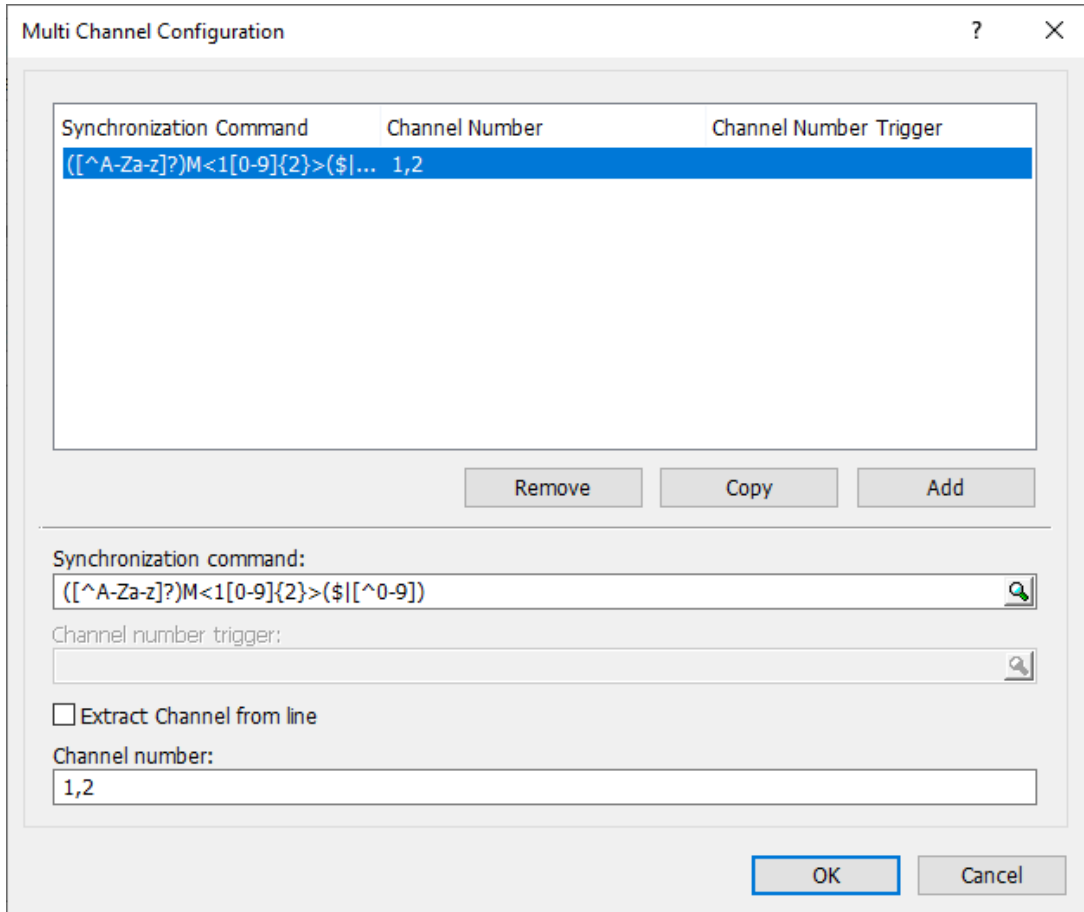 Multi Channel Configuration ?
Synchronization Command Channel Number Channel Number Trigger
([^A-Za-z]?)M<1[0-9]{2}>($|... 1,2
Remove Copy Add
Synchronization command:
([^A-Za-z]?)M<1[0-9]{2}>($|[^0-9])
Channel number trigger:
Extract Channel from line
Channel number:
1,2
OK Cancel